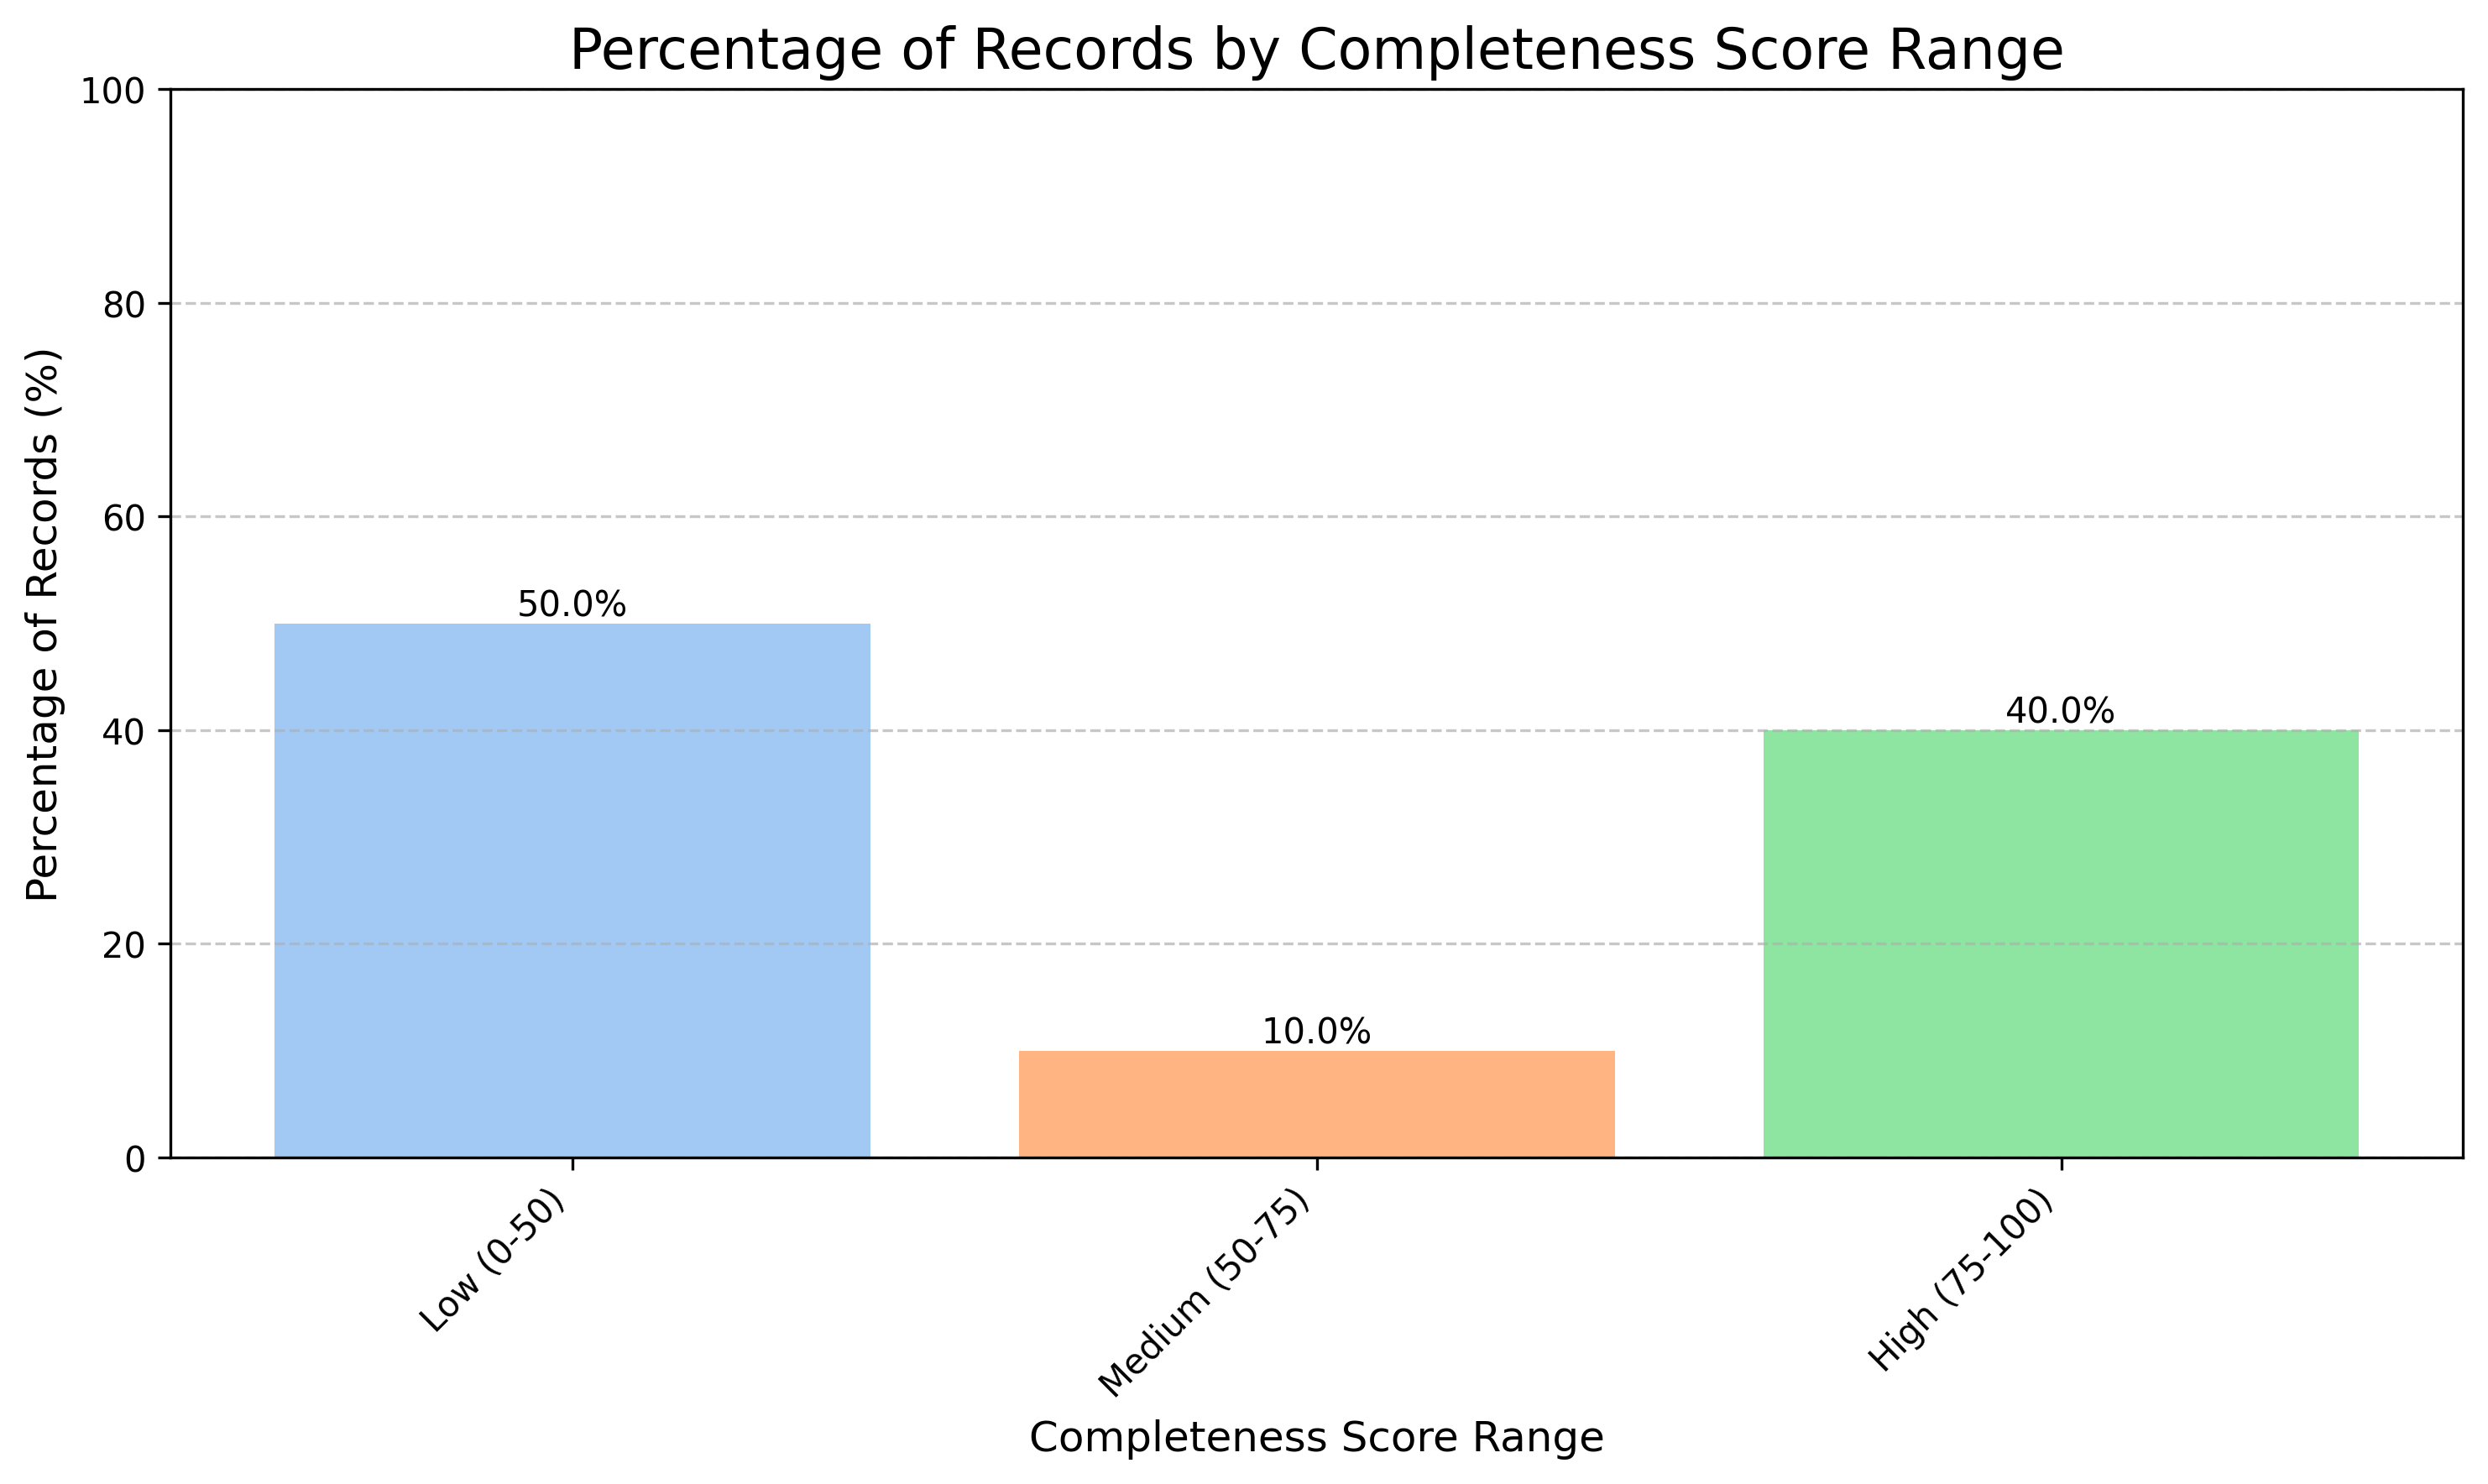 Percentage of Records by Completeness Score Range
Percentage of Records (%)
100
80
60
40
20
0
50.0%
10.0%
40.0%
Low (0-50)
Medium (50-75)
High (75-100)
Completeness Score Range